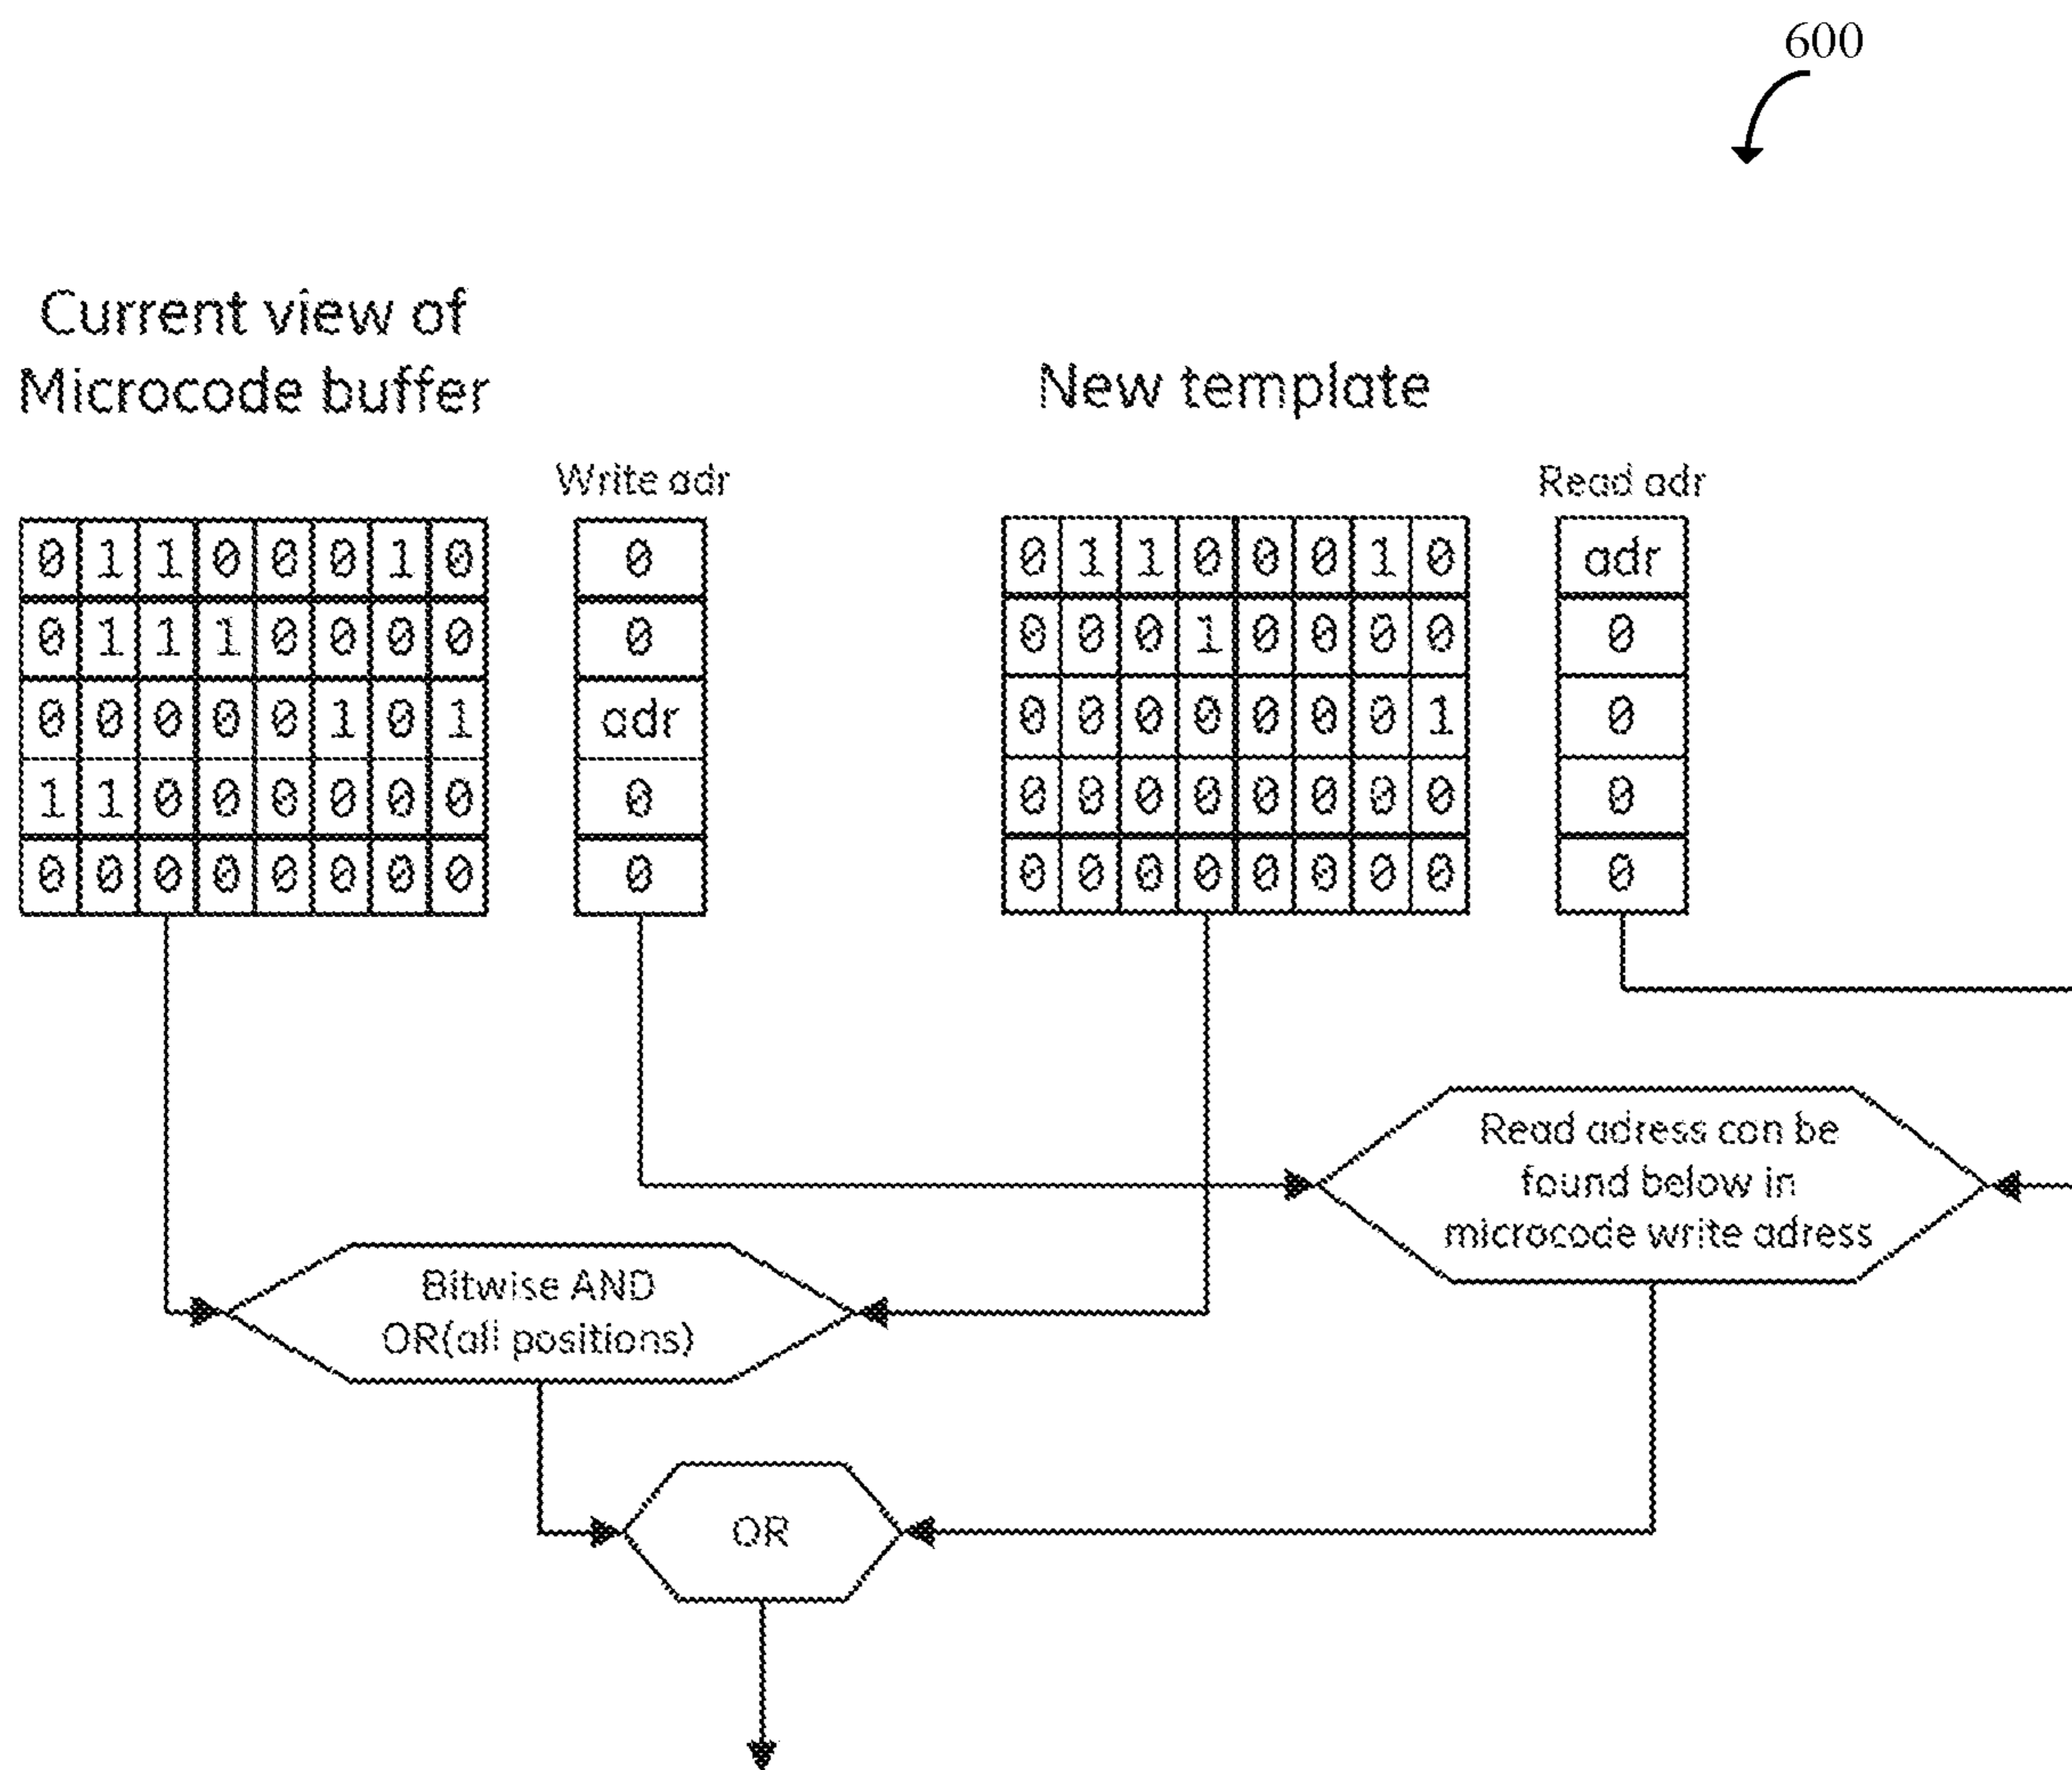 600
Current view of
Microcode buffer
New template
Write adr
Read adr
0 1 1 0 0 0 1 0
0 1 1 1 0 0 0 0
0 0 0 0 0 1 0 1
1 1 0 0 0 0 0 0
0 0 0 0 0 0 0 0
0
0
adr
0
0
0 1 1 0 0 0 1 0
0 0 0 1 0 0 0 0
0 0 0 0 0 0 0 1
0 0 0 0 0 0 0 0
0 0 0 0 0 0 0 0
adr
0
0
0
0
Read adress can be
found below in
microcode write adress
Bitwise AND
OR(all positions)
OR